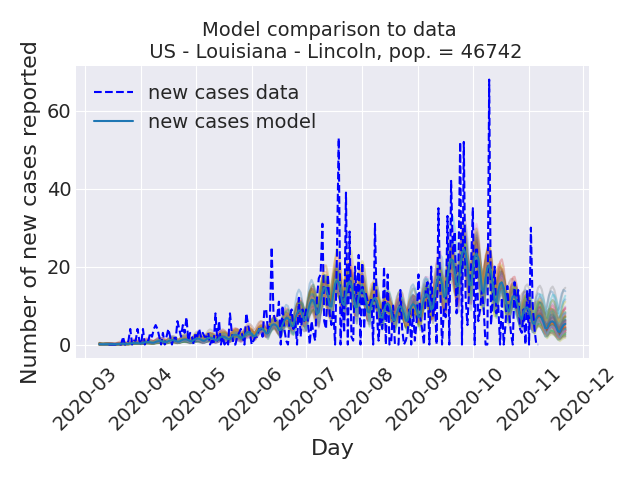 Model comparison to data
US - Louisiana - Lincoln, pop. = 46742
Number of new cases reported
60
40
20
0
new cases data
new cases model
2020-03
2020-04
2020-05
2020-06
2020-07
2020-08
2020-09
2020-10
2020-11
2020-12
Day